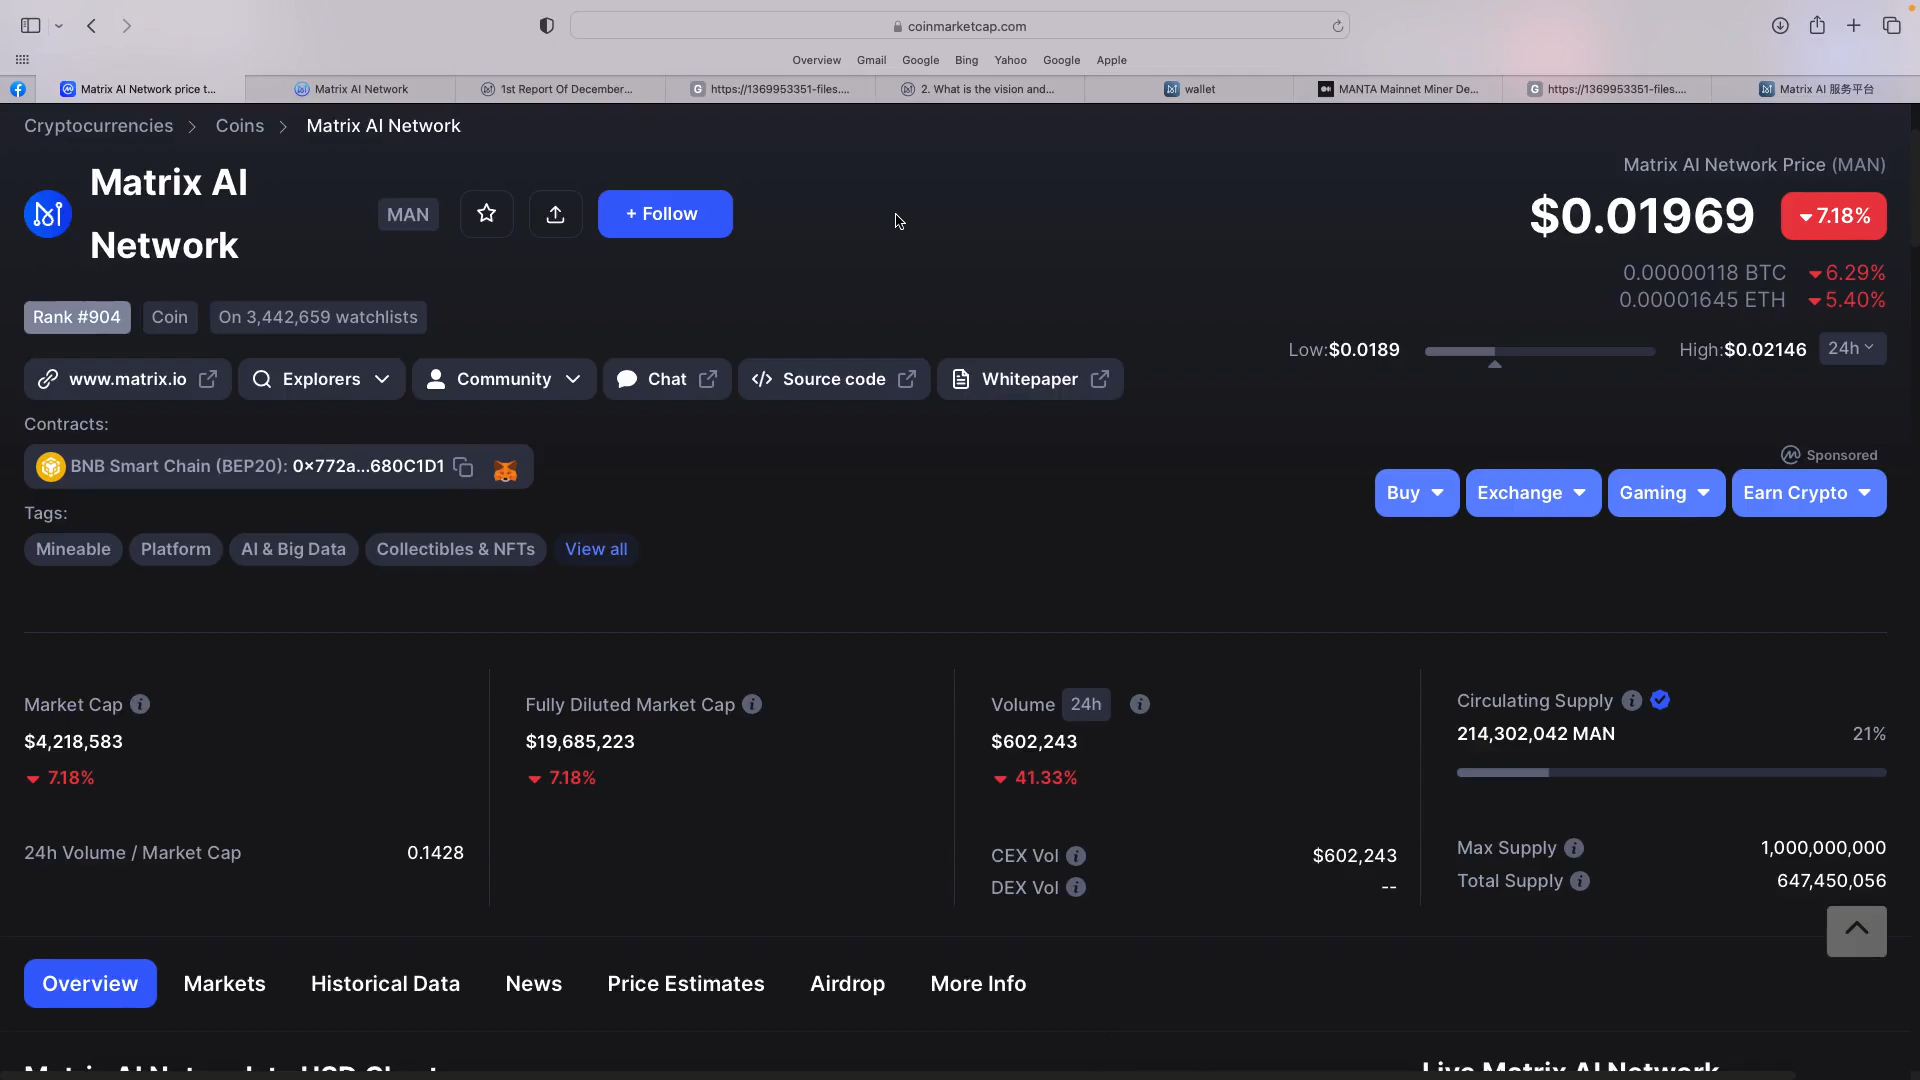 coinmarketcap.com
Overview Gmail Google Bing Yahoo Google Apple
Matrix AI Network price t... Matrix AI Network 1st Report Of December... https://1369953351-files.... 2. What is the vision and... wallet MANTA Mainnet Miner De... https://1369953351-files.... Matrix AI 服务平台
Cryptocurrencies > Coins > Matrix AI Network
Matrix AI Network Price (MAN)
Matrix AI
Network
MAN
+ Follow
$0.01969 7.18%
0.00000118 BTC 6.29%
0.00001645 ETH 5.40%
Rank #904 Coin On 3,442,659 watchlists
Low:$0.0189 High:$0.02146 24h
www.matrix.io Explorers Community Chat Source code Whitepaper
Contracts:
BNB Smart Chain (BEP20): 0x772a...680C1D1
Sponsored
Buy Exchange Gaming Earn Crypto
Tags:
Mineable Platform AI & Big Data Collectibles & NFTs View all
Market Cap
$4,218,583
7.18%
24h Volume / Market Cap 0.1428
Fully Diluted Market Cap
$19,685,223
7.18%
Volume 24h
$602,243
41.33%
CEX Vol $602,243
DEX Vol --
Circulating Supply
214,302,042 MAN 21%
Max Supply 1,000,000,000
Total Supply 647,450,056
Overview Markets Historical Data News Price Estimates Airdrop More Info
Live Matrix AI Network